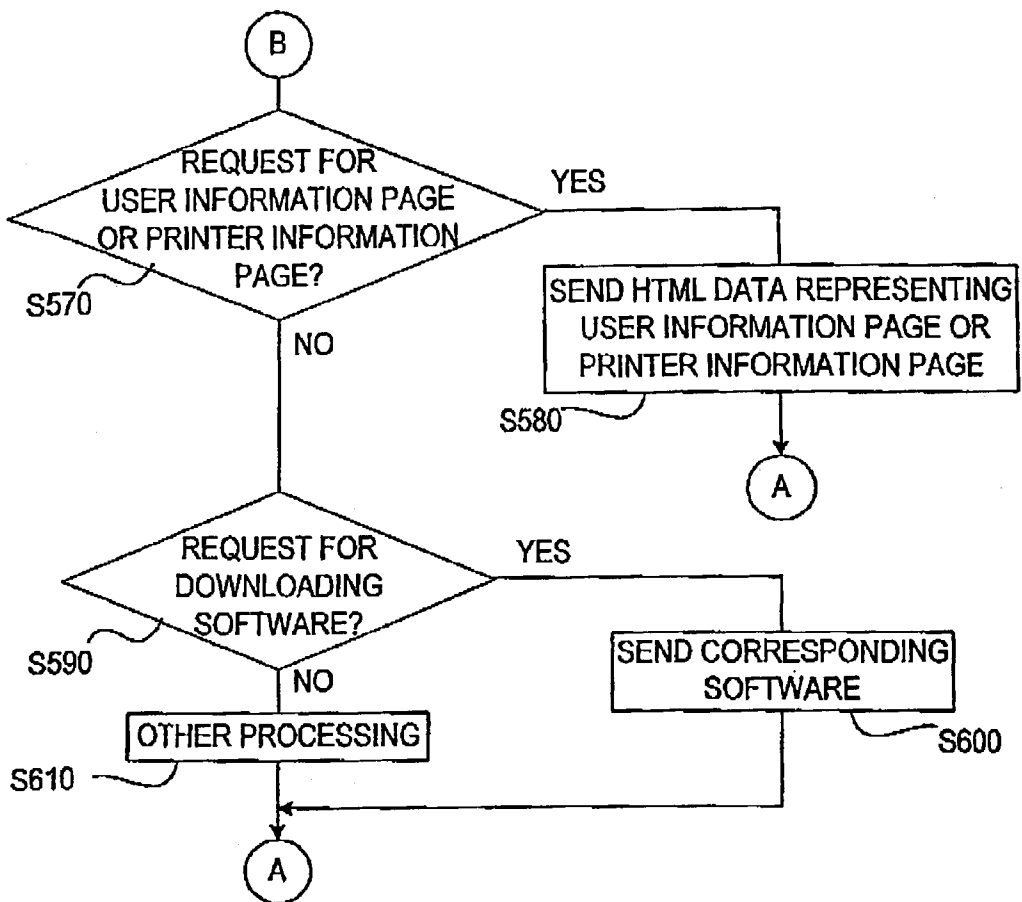 B
REQUEST FOR
USER INFORMATION PAGE
OR PRINTER INFORMATION
PAGE?
YES
S570
NO
SEND HTML DATA REPRESENTING
USER INFORMATION PAGE OR
PRINTER INFORMATION PAGE
S580
A
REQUEST FOR
DOWNLOADING
SOFTWARE?
YES
S590
NO
SEND CORRESPONDING
SOFTWARE
S600
OTHER PROCESSING
S610
A